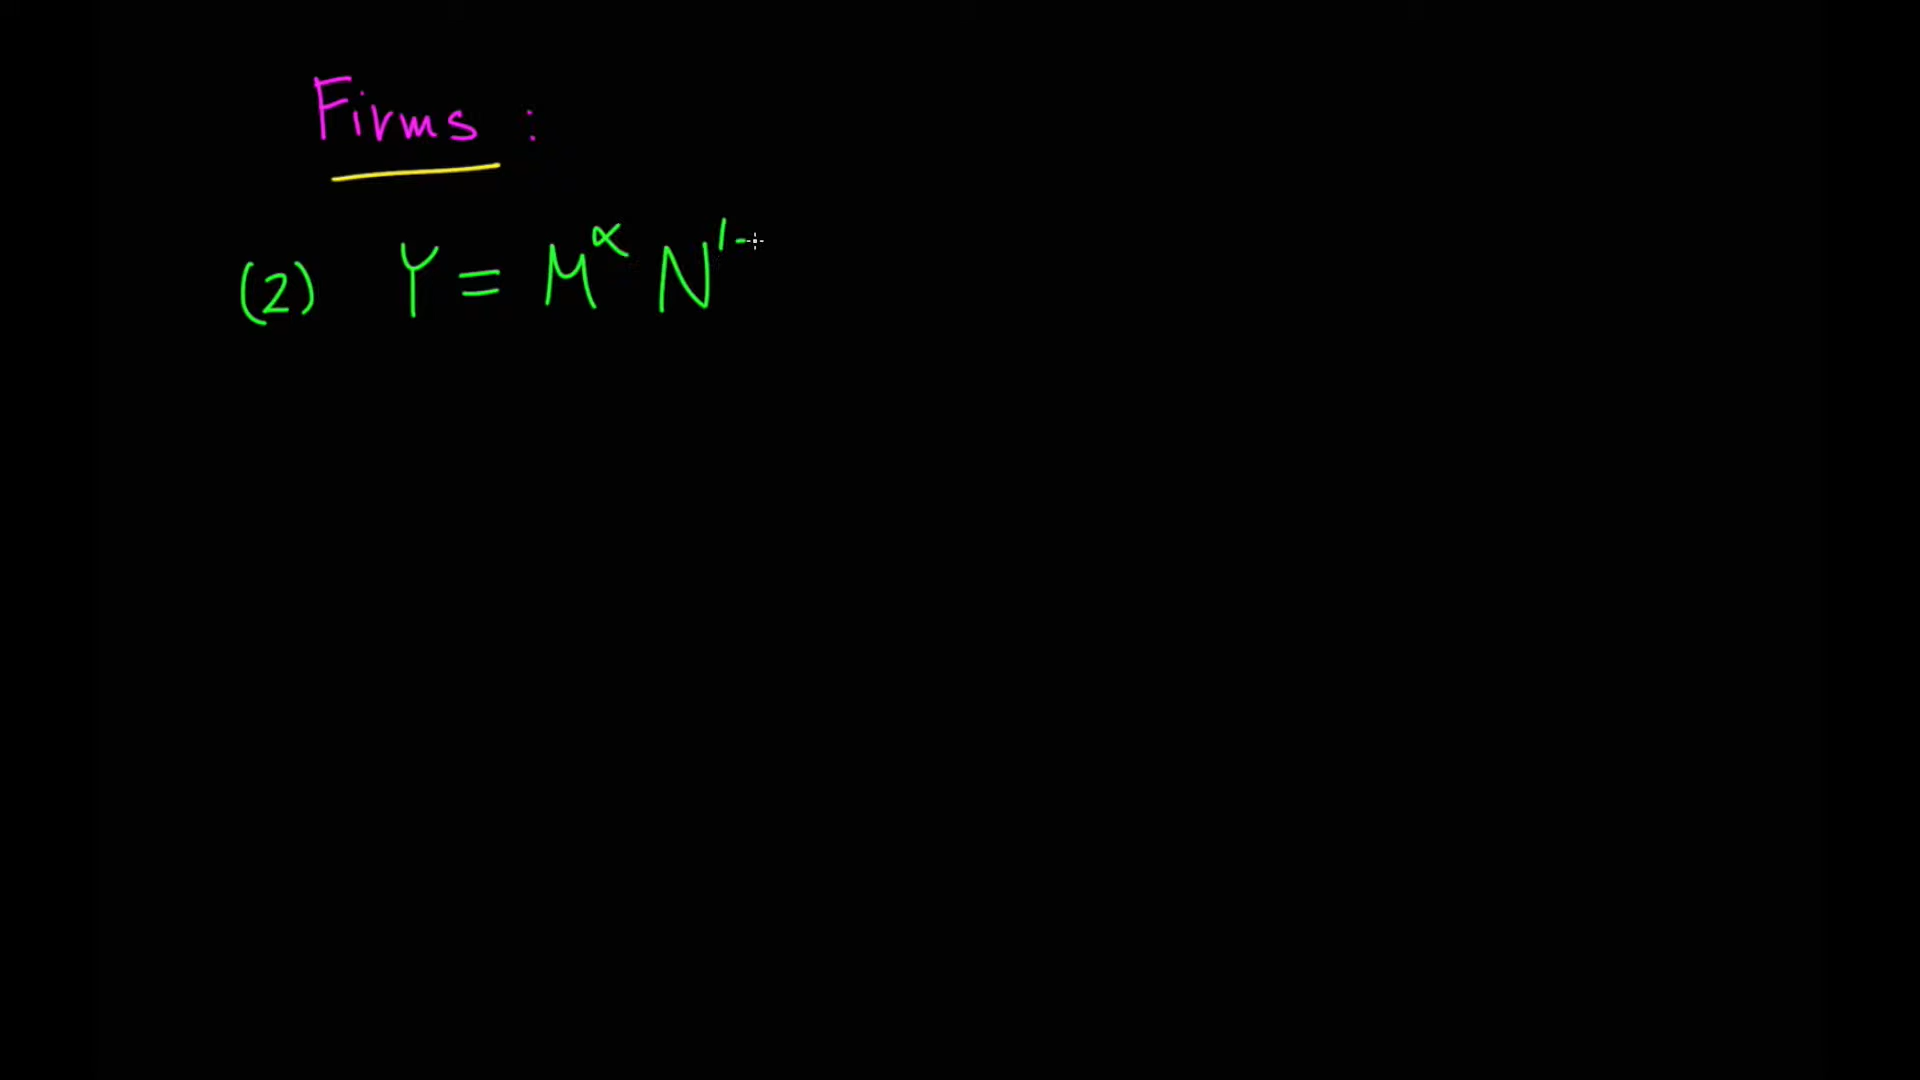 Firms :
(2) Y = M^α N^1-